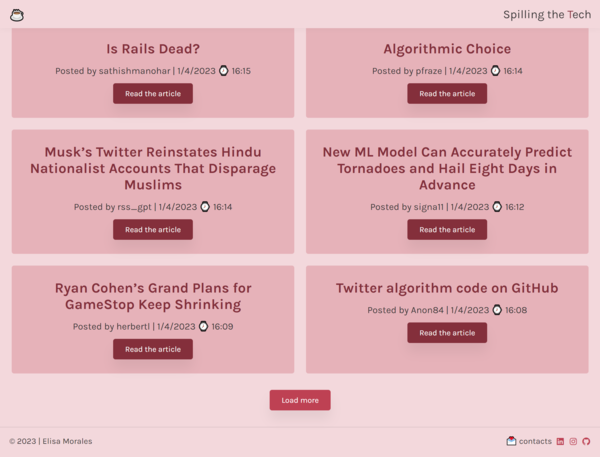 Spilling the Tech
Is Rails Dead?
Posted by sathishmanohar | 1/4/2023 16:15
Read the article
Algorithmic Choice
Posted by pfraze | 1/4/2023 16:14
Read the article
Musk’s Twitter Reinstates Hindu
Nationalist Accounts That Disparage
Muslims
Posted by rss_gpt | 1/4/2023 16:14
Read the article
New ML Model Can Accurately Predict
Tornadoes and Hail Eight Days in
Advance
Posted by signa11 | 1/4/2023 16:12
Read the article
Ryan Cohen’s Grand Plans for
GameStop Keep Shrinking
Posted by herbertl | 1/4/2023 16:09
Read the article
Twitter algorithm code on GitHub
Posted by Anon84 | 1/4/2023 16:08
Read the article
Load more
© 2023 | Elisa Morales
contacts